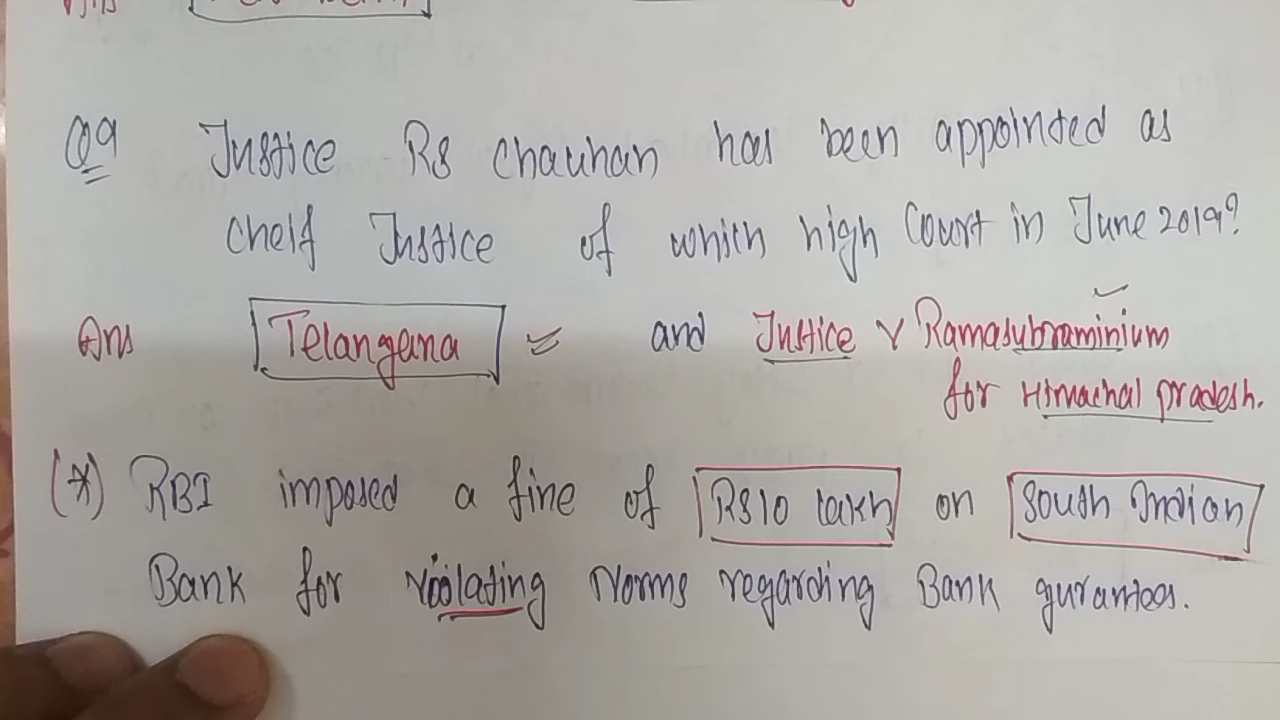 Q9 Justice RS chauhan has been appointed as
cheif Justice of which high Court in June 2019?
Ans Telangana and Justice V Ramasubraminium
for Himachal pradesh.
(*) RBI imposed a fine of RS10 lakh on South Indian
Bank for violating Norms regarding Bank gurantees.